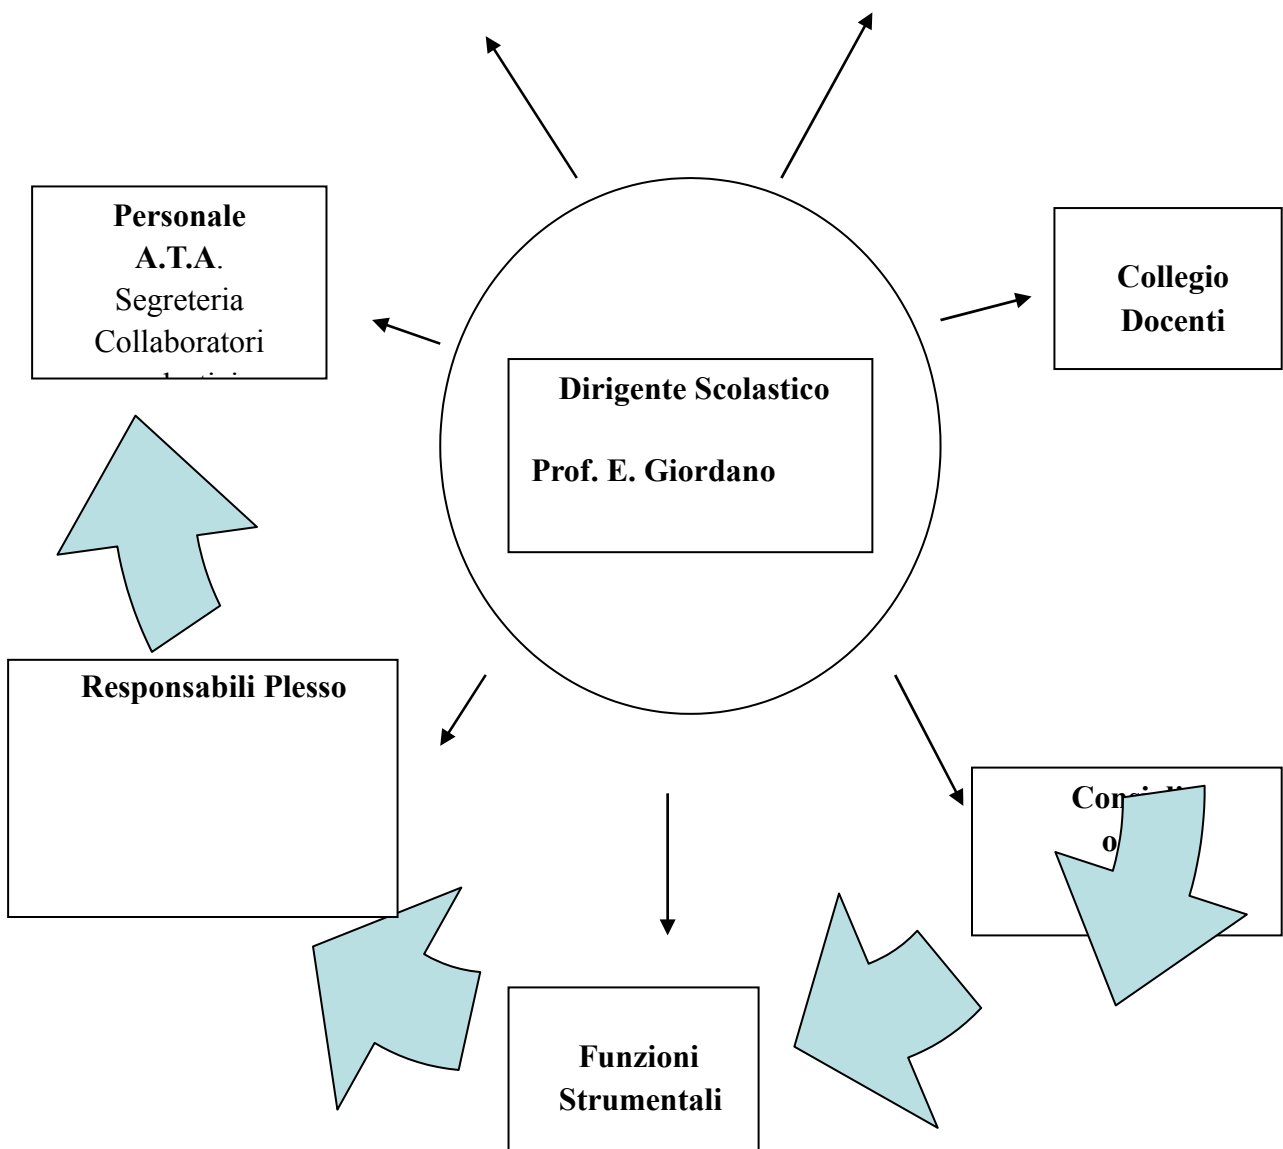 Personale
A.T.A.
Segreteria
Collaboratori
Collegio
Docenti
Dirigente Scolastico
Prof. E. Giordano
Responsabili Plesso
Funzioni
Strumentali